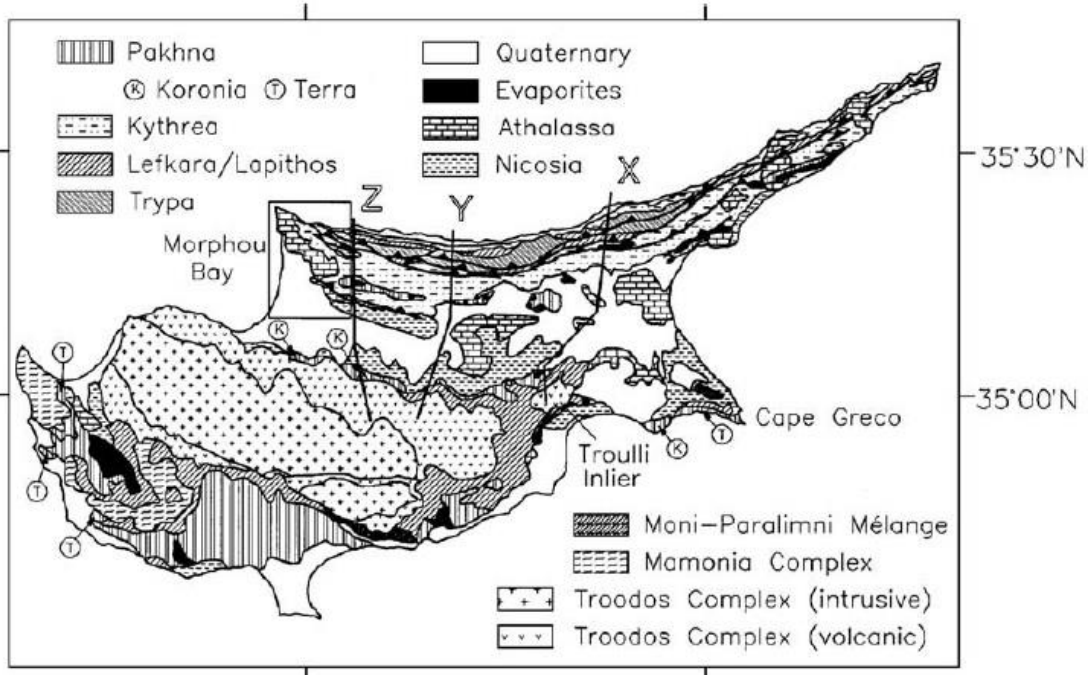 Pakhna
Ⓚ Koronia Ⓣ Terra
Kythrea
Lefkara/Lapithos
Trypa
Quaternary
Evaporites
Athalassa
Nicosia
35°30'N
X
Z
Y
Morphou
Bay
K
K
T
35°00'N
Cape Greco
T
K
Troulli
Inlier
T
T
Moni-Paralimni Mélange
Mamonia Complex
Troodos Complex (intrusive)
Troodos Complex (volcanic)